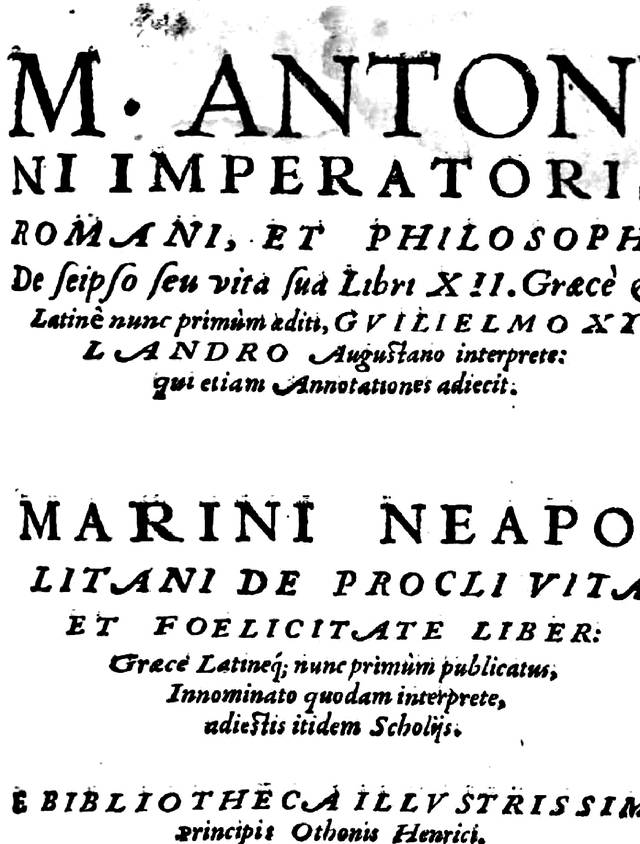 M. ANTON
NI IMPERATORIS
ROMANI, ET PHILOSOPH
De seipso seu vita sua Libri XII. Græcè &
Latinè nunc primùm æditi, GVILIELMO XY
LANDRO Augustano interprete:
qui etiam Annotationes adiecit.
MARINI NEAPO
LITANI DE PROCLI VITA
ET FOELICITATE LIBER:
Græcè Latineq́; nunc primùm publicatus,
Innominato quodam interprete,
adiectis itidem Scholijs.
E BIBLIOTHECA ILLVSTRISSIM
principis Othonis Henrici.